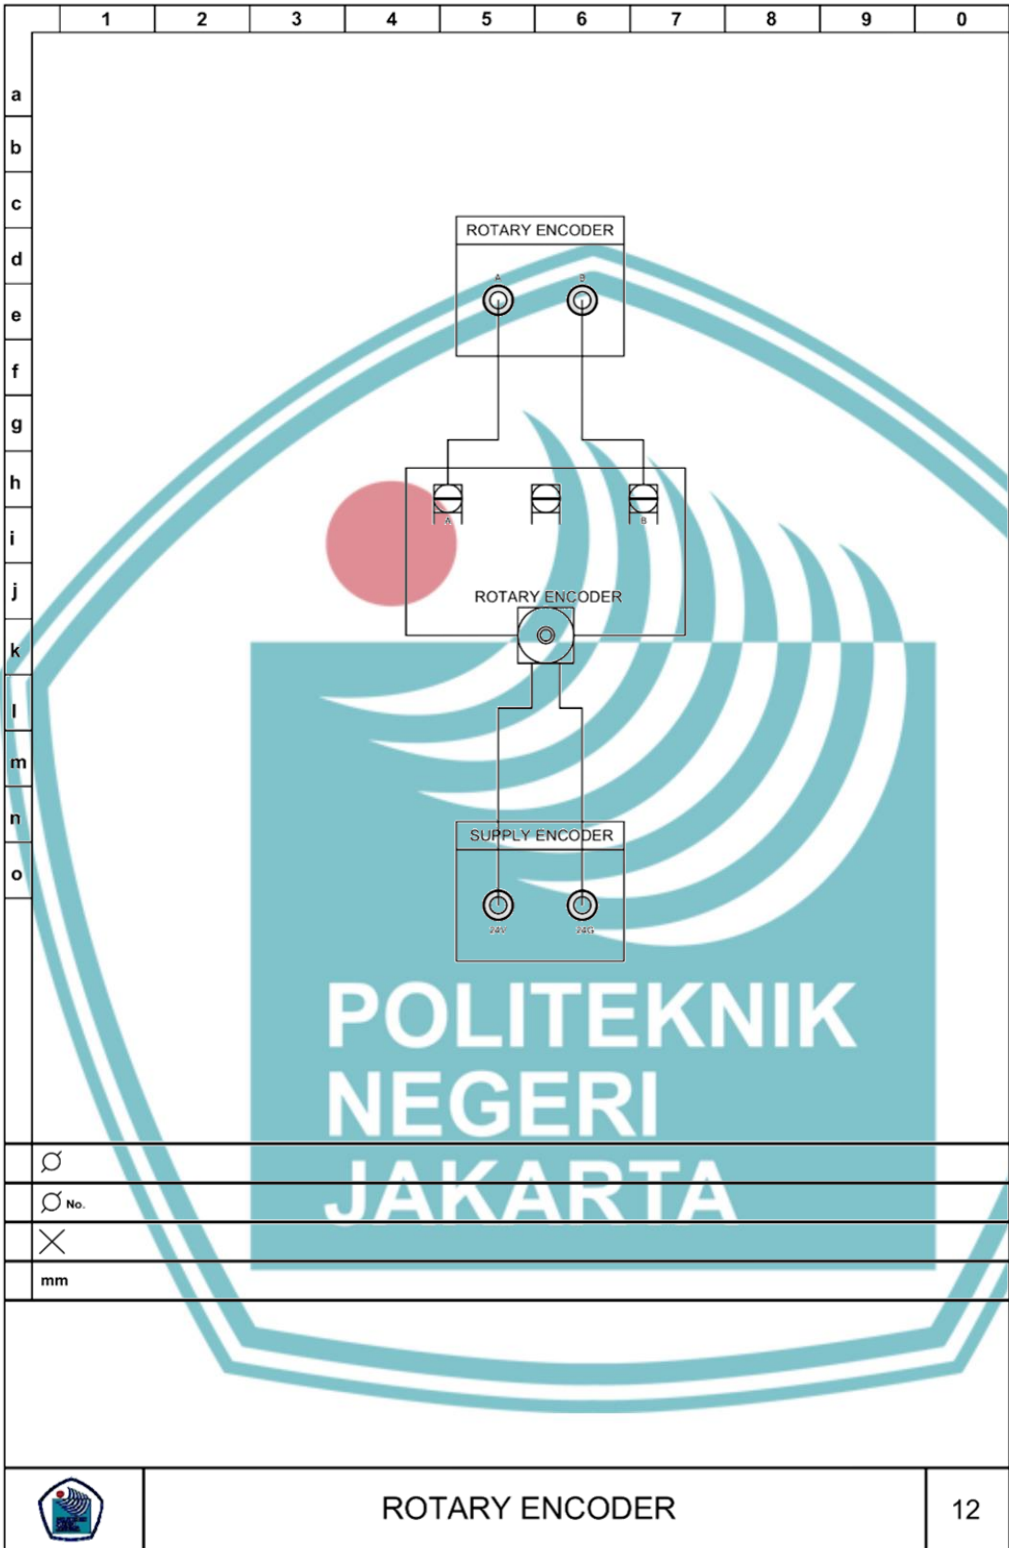 1 2 3 4 5 6 7 8 9 0
a
b
c
d
e
f
g
h
i
j
k
l
m
n
o
ROTARY ENCODER
A B
A B
ROTARY ENCODER
SUPPLY ENCODER
24V 24G
POLITEKNIK
NEGERI
JAKARTA
Ø
Ø No.
mm
ROTARY ENCODER
12